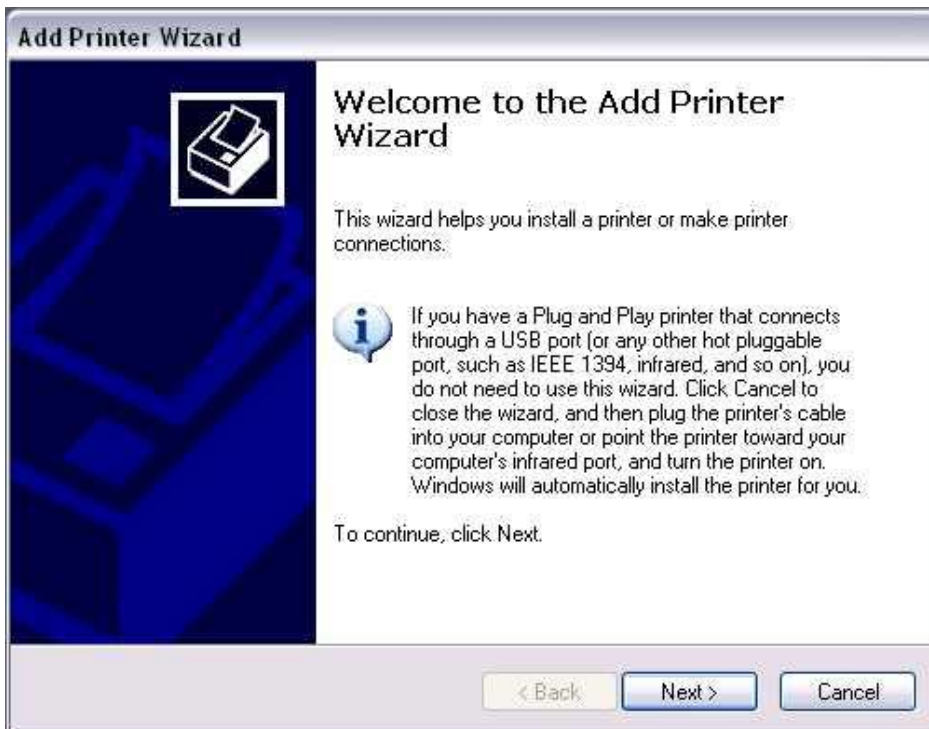 Add Printer Wizard
Welcome to the Add Printer
Wizard
This wizard helps you install a printer or make printer
connections.
If you have a Plug and Play printer that connects
through a USB port (or any other hot pluggable
port, such as IEEE 1394, infrared, and so on), you
do not need to use this wizard. Click Cancel to
close the wizard, and then plug the printer's cable
into your computer or point the printer toward your
computer's infrared port, and turn the printer on.
Windows will automatically install the printer for you.
To continue, click Next.
< Back Next > Cancel